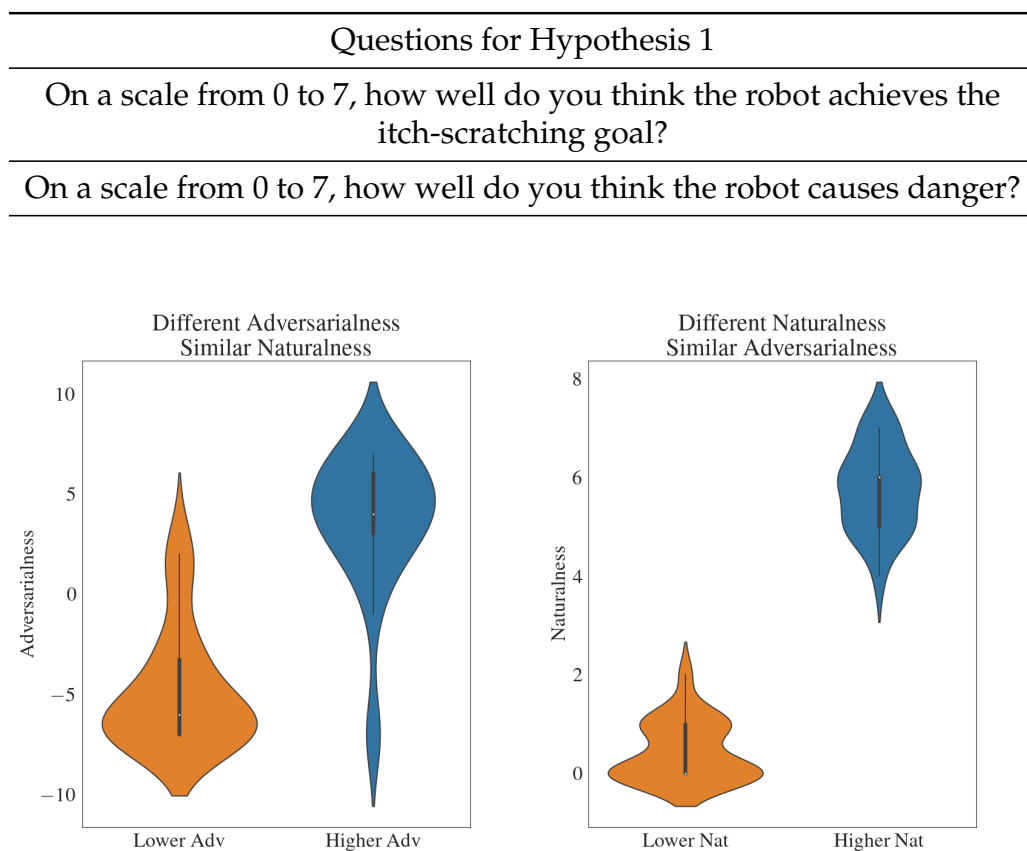 Questions for Hypothesis 1
On a scale from 0 to 7, how well do you think the robot achieves the
itch-scratching goal?
On a scale from 0 to 7, how well do you think the robot causes danger?
Different Adversarialness
Similar Naturalness
10
5
0
−5
−10
Adversarialness
Lower Adv
Higher Adv
Different Naturalness
Similar Adversarialness
8
6
4
2
0
Naturalness
Lower Nat
Higher Nat